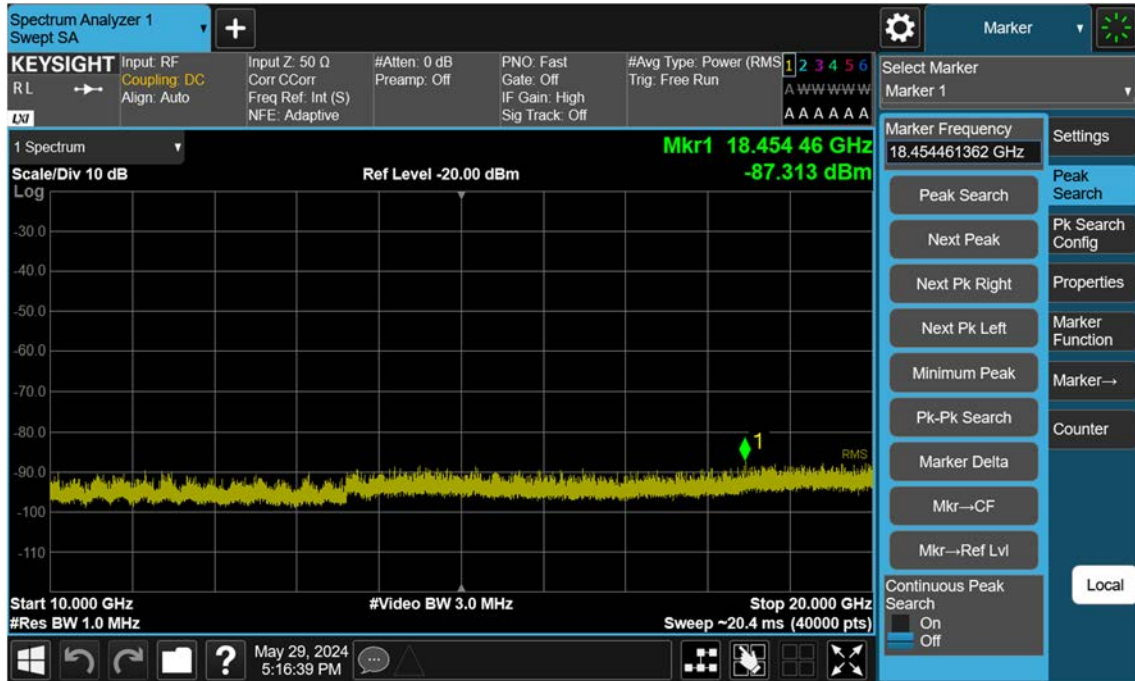 Spectrum Analyzer 1
Swept SA
+
Marker
KEYSIGHT
R L
LXI
Input: RF
Coupling: DC
Align: Auto
Input Z: 50 Ω
Corr CCorr
Freq Ref: Int (S)
NFE: Adaptive
#Atten: 0 dB
Preamp: Off
PNO: Fast
Gate: Off
IF Gain: High
Sig Track: Off
#Avg Type: Power (RMS
Trig: Free Run
1 2 3 4 5 6
A W W W W W
A A A A A A
Select Marker
Marker 1
1 Spectrum
Mkr1 18.454 46 GHz
-87.313 dBm
Scale/Div 10 dB
Ref Level -20.00 dBm
Log
-30.0
-40.0
-50.0
-60.0
-70.0
-80.0
-90.0
-100
-110
1
RMS
Start 10.000 GHz
#Video BW 3.0 MHz
Stop 20.000 GHz
#Res BW 1.0 MHz
Sweep ~20.4 ms (40000 pts)
Marker Frequency
18.454461362 GHz
Peak Search
Next Peak
Next Pk Right
Next Pk Left
Minimum Peak
Pk-Pk Search
Marker Delta
Mkr→CF
Mkr→Ref Lvl
Continuous Peak
Search
On
Off
Settings
Peak
Search
Pk Search
Config
Properties
Marker
Function
Marker→
Counter
Local
?
May 29, 2024
5:16:39 PM